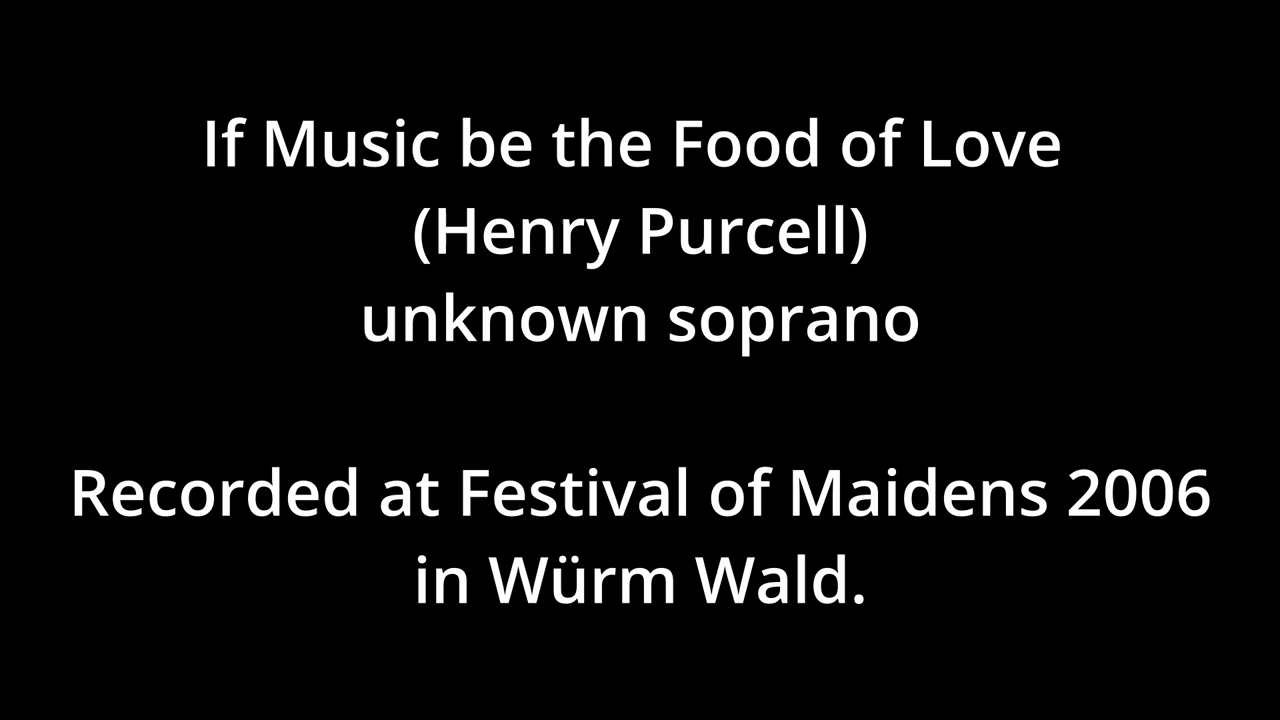 If Music be the Food of Love
(Henry Purcell)
unknown soprano
Recorded at Festival of Maidens 2006
in Würm Wald.